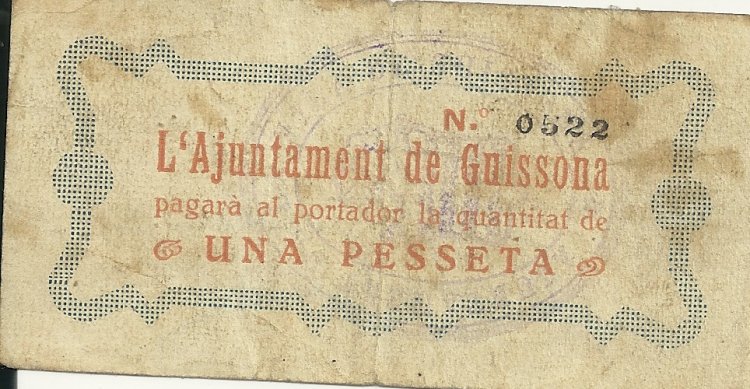 N.º 0522
L'Ajuntament de Guissona
pagarà al portador la quantitat de
UNA PESSETA